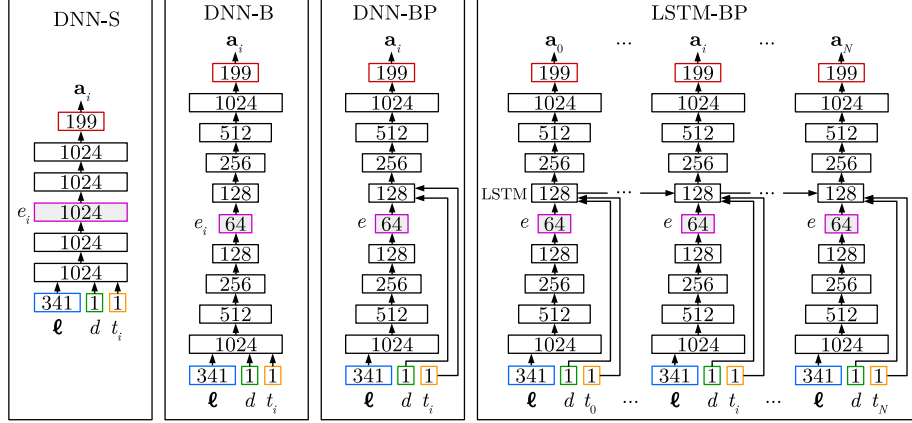 DNN-S
a_i
199
1024
1024
e_i 1024
1024
1024
341 1 1
ℓ d t_i
DNN-B
a_i
199
1024
512
256
128
e_i 64
128
256
512
1024
341 1 1
ℓ d t_i
DNN-BP
a_i
199
1024
512
256
128
e 64
128
256
512
1024
341 1 1
ℓ d t_i
LSTM-BP
a_0 ... a_i ... a_N
199 199 199
1024 1024 1024
512 512 512
256 256 256
LSTM 128 ... 128 ... 128
e 64 e 64 e 64
128 128 128
256 256 256
512 512 512
1024 1024 1024
341 1 1 341 1 1 341 1 1
ℓ d t_0 ... ℓ d t_i ... ℓ d t_N